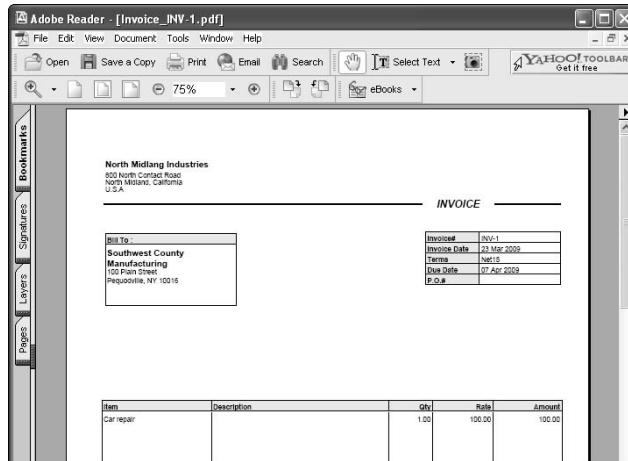 Adobe Reader - [Invoice_INV-1.pdf]
File Edit View Document Tools Window Help
Open Save a Copy Print Email Search Select Text YAHOO! TOOLBAR Get it free
75% eBooks
Bookmarks
Signatures
Layers
Pages
North Midlang Industries
800 North Contact Road
North Midland, California
U.S.A
INVOICE
Bill To :
Southwest County
Manufacturing
100 Plain Street
Pequodville, NY 10016
Invoice# INV-1
Invoice Date 23 Mar 2009
Terms Net15
Due Date 07 Apr 2009
P.O.#
Item Description Qty Rate Amount
Car repair 1.00 100.00 100.00